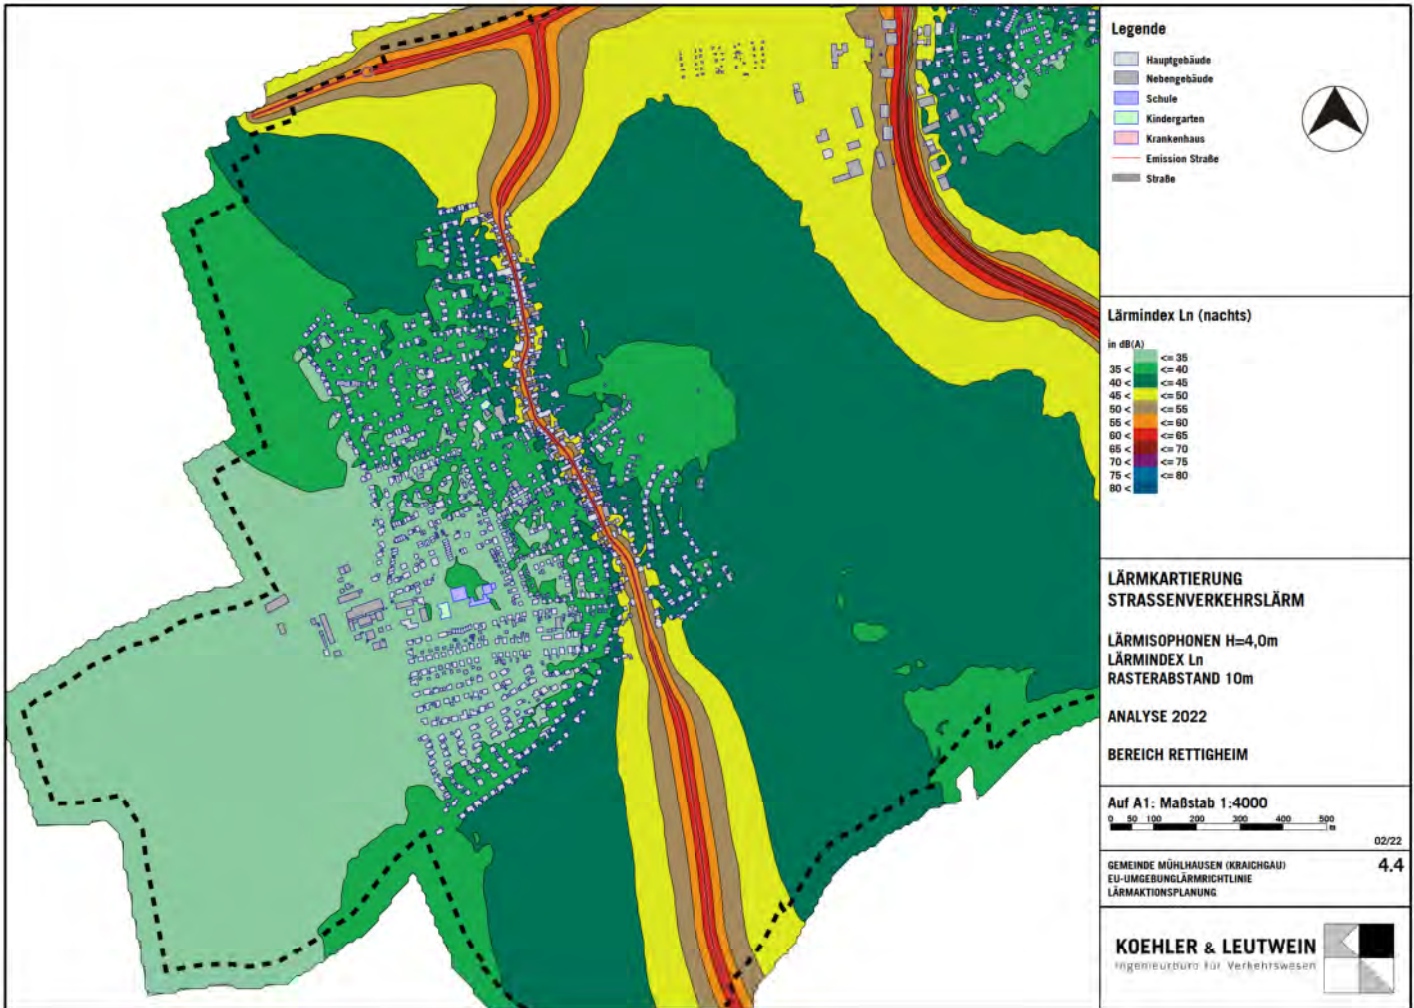 Legende
Hauptgebäude
Nebengebäude
Schule
Kindergarten
Krankenhaus
Emission Straße
Straße
Lärmindex Ln (nachts)
in dB(A)
<= 35
35 < <= 40
40 < <= 45
45 < <= 50
50 < <= 55
55 < <= 60
60 < <= 65
65 < <= 70
70 < <= 75
75 < <= 80
80 <
LÄRMKARTIERUNG
STRASSENVERKEHRSLÄRM
LÄRMISOPHONEN H=4,0m
LÄRMINDEX Ln
RASTERABSTAND 10m
ANALYSE 2022
BEREICH RETTIGHEIM
Auf A1: Maßstab 1:4000
0 50 100 200 300 400 500
m
02/22
GEMEINDE MÜHLHAUSEN (KRAICHGAU) 4.4
EU-UMGEBUNGLÄRMRICHTLINIE
LÄRMAKTIONSPLANUNG
KOEHLER & LEUTWEIN
Ingenieurbüro für Verkehrswesen